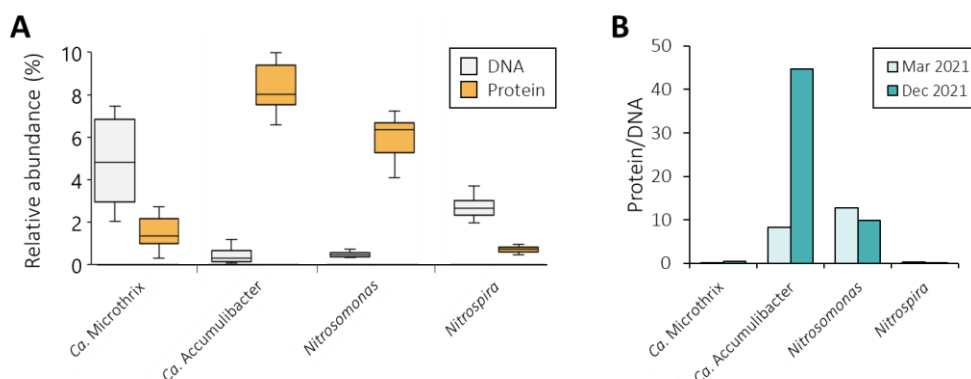 A
Relative abundance (%)
10
8
6
4
2
0
DNA
Protein
Ca. Microthrix
Ca. Accumulibacter
Nitrosomonas
Nitrospira
B
Protein/DNA
50
40
30
20
10
0
Mar 2021
Dec 2021
Ca. Microthrix
Ca. Accumulibacter
Nitrosomonas
Nitrospira